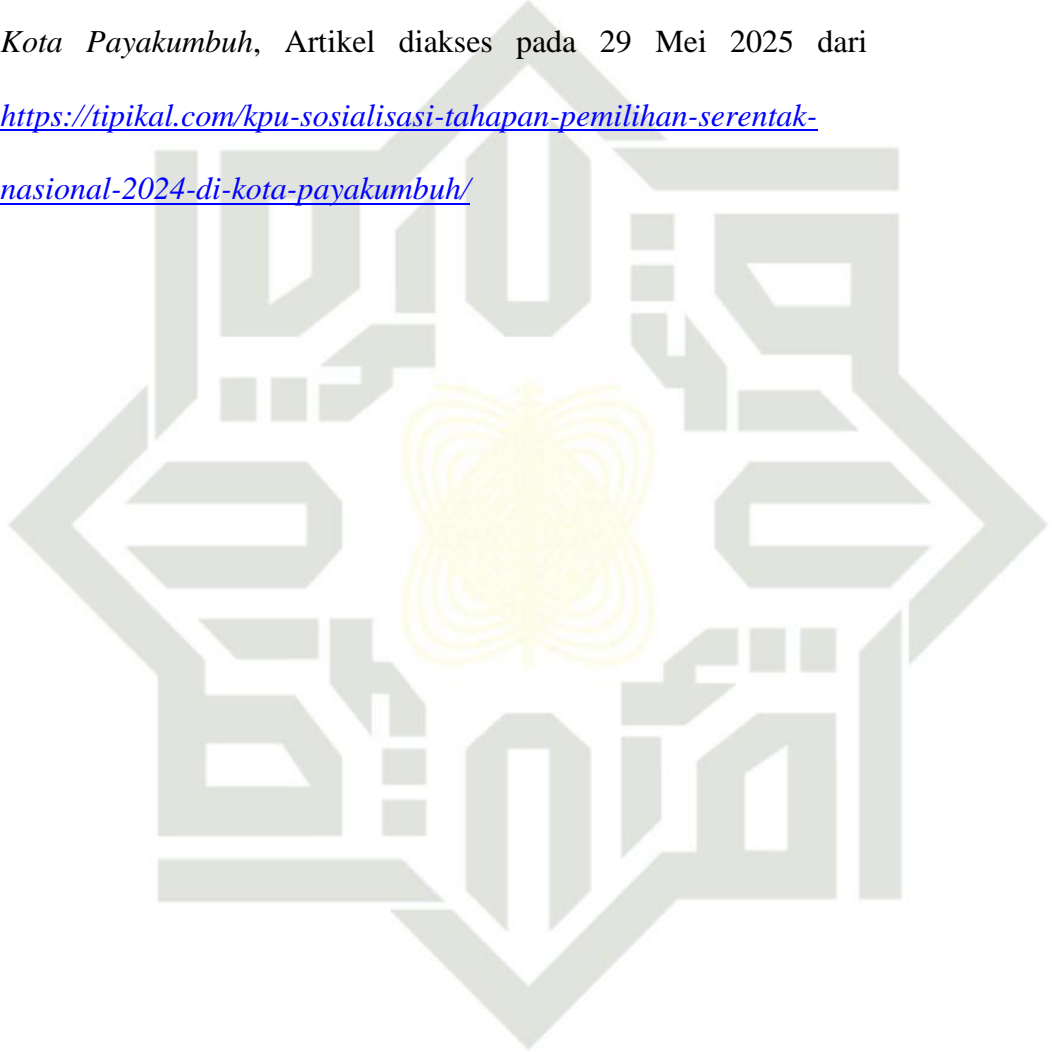 Kota Payakumbuh, Artikel diakses pada 29 Mei 2025 dari
https://tipikal.com/kpu-sosialisasi-tahapan-pemilihan-serentak-
nasional-2024-di-kota-payakumbuh/